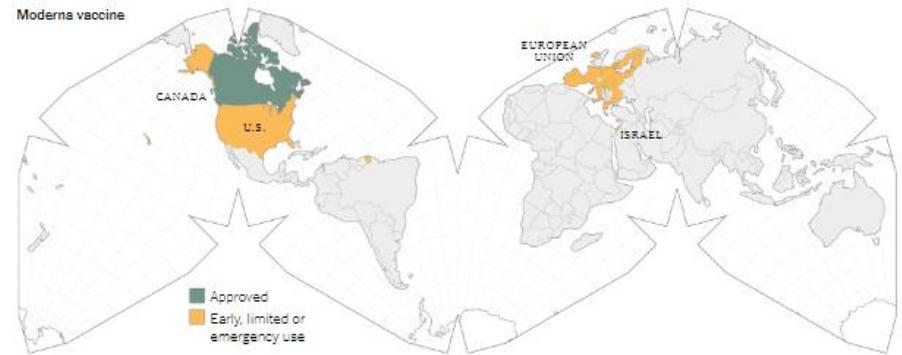 Moderna vaccine
EUROPEAN
UNION
CANADA
U.S.
ISRAEL
Approved
Early, limited or
emergency use